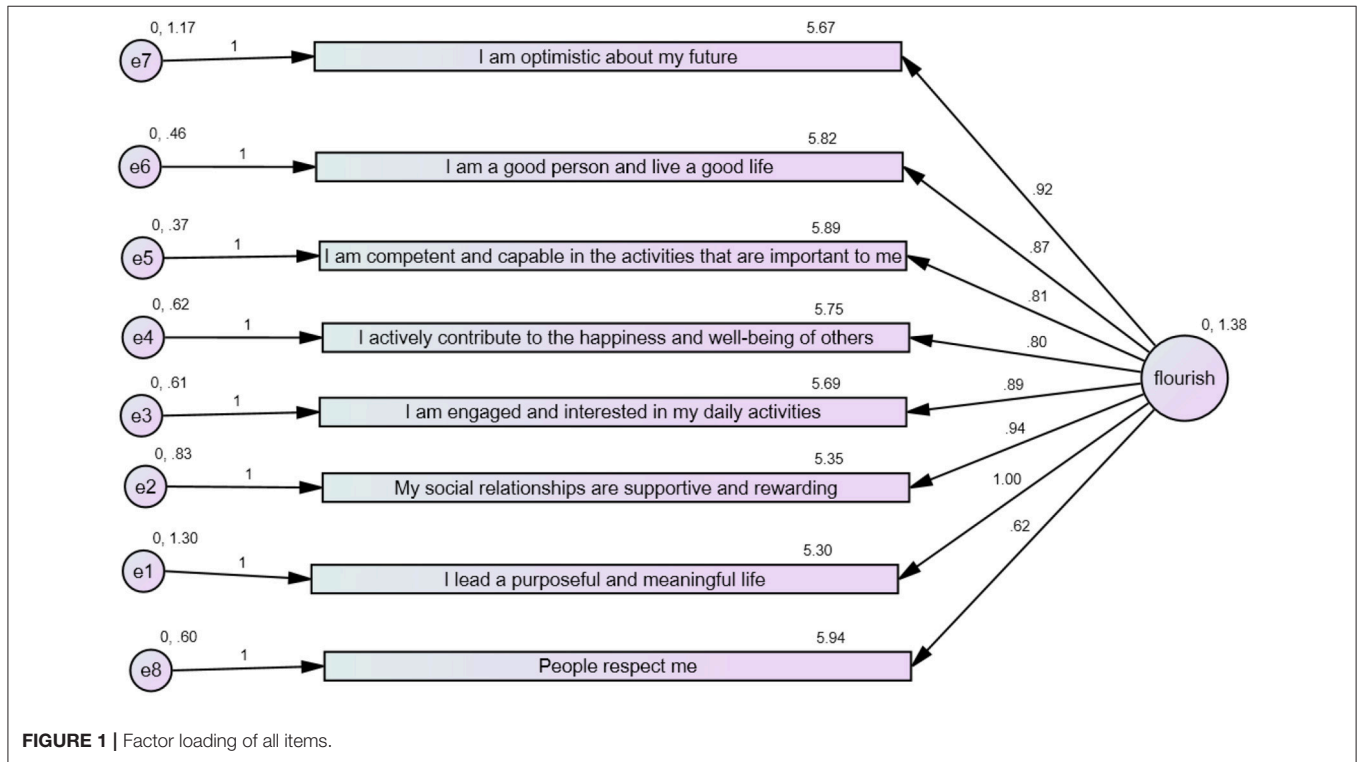 0, 1.17
e7
1
5.67
I am optimistic about my future
0, .46
e6
1
5.82
I am a good person and live a good life
.92
0, .37
e5
1
5.89
I am competent and capable in the activities that are important to me
.87
0, .62
e4
1
5.75
I actively contribute to the happiness and well-being of others
.81
.80
0, 1.38
flourish
0, .61
e3
1
5.69
I am engaged and interested in my daily activities
.89
0, .83
e2
1
5.35
My social relationships are supportive and rewarding
.94
0, 1.30
e1
1
5.30
I lead a purposeful and meaningful life
1.00
0, .60
e8
1
5.94
People respect me
.62
FIGURE 1 | Factor loading of all items.